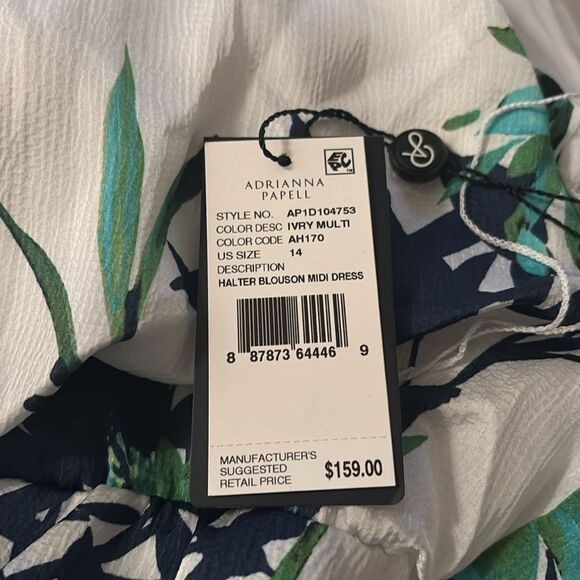 EPC
ADRIANNA
PAPELL
STYLE NO. AP1D104753
COLOR DESC IVRY MULTI
COLOR CODE AH170
US SIZE 14
DESCRIPTION
HALTER BLOUSON MIDI DRESS
8 87873 64446 9
MANUFACTURER'S
SUGGESTED
RETAIL PRICE $159.00